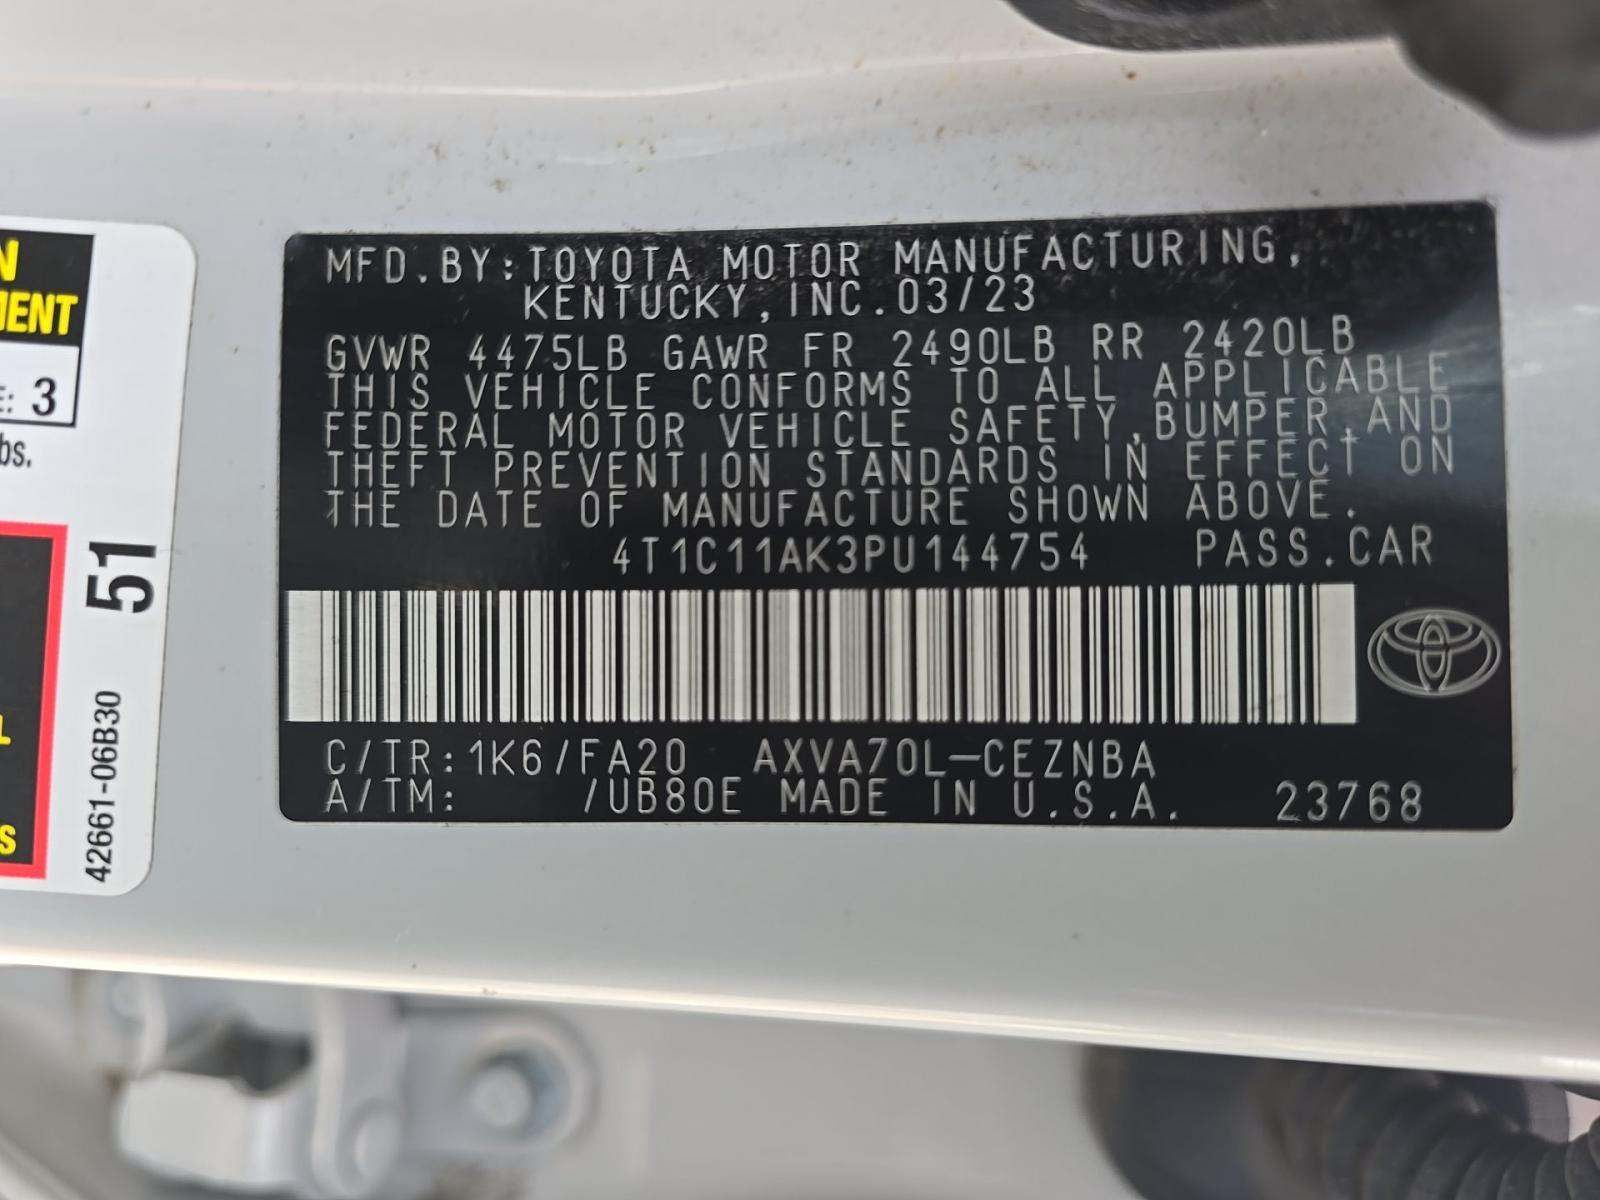 N
MENT
E: 3
bs.
51
42661-06B30
L
S
MFD.BY:TOYOTA MOTOR MANUFACTURING,
KENTUCKY,INC.03/23
GVWR 4475LB GAWR FR 2490LB RR 2420LB
THIS VEHICLE CONFORMS TO ALL APPLICABLE
FEDERAL MOTOR VEHICLE SAFETY,BUMPER,AND
THEFT PREVENTION STANDARDS IN EFFECT ON
THE DATE OF MANUFACTURE SHOWN ABOVE.
4T1C11AK3PU144754 PASS.CAR
C/TR:1K6/FA20 AXVA70L-CEZNBA
A/TM: /UB80E MADE IN U.S.A. 23768